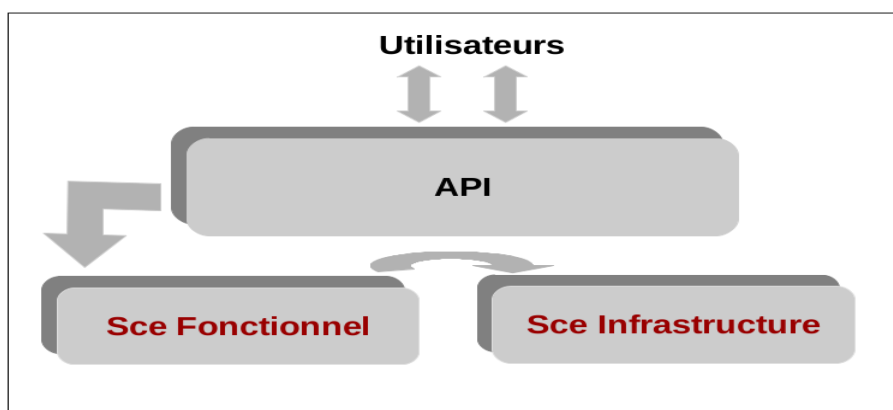 Utilisateurs
API
Sce Fonctionnel
Sce Infrastructure